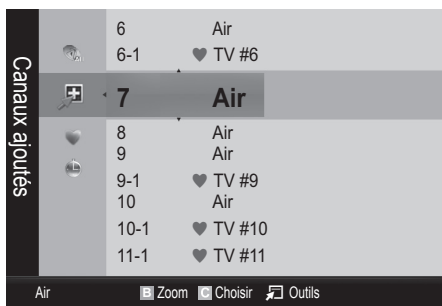 Canaux ajoutés
6 Air
6-1 ♥ TV #6
7 Air
8 Air
9 Air
9-1 ♥ TV #9
10 Air
10-1 ♥ TV #10
11-1 ♥ TV #11
Air B Zoom C Choisir Outils